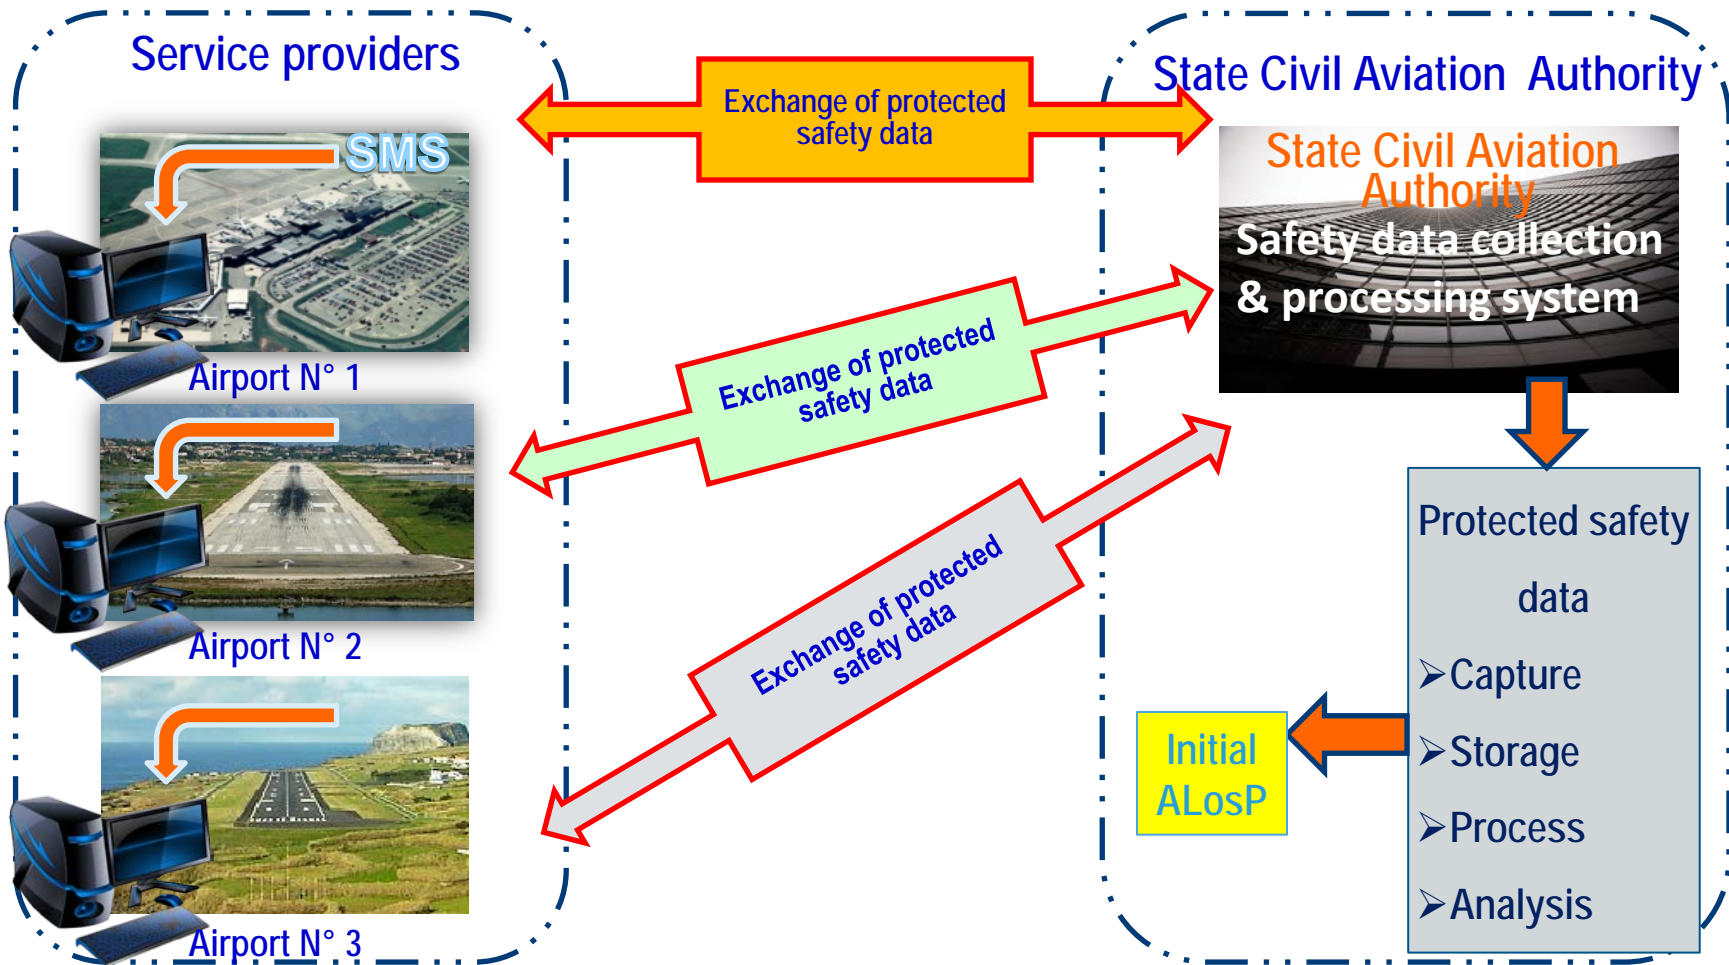 Service providers
SMS
Airport N° 1
Airport N° 2
Airport N° 3
Exchange of protected
safety data
Exchange of protected
safety data
Exchange of protected
safety data
State Civil Aviation Authority
State Civil Aviation
Authority
Safety data collection
& processing system
Protected safety
data
➢Capture
➢Storage
➢Process
➢Analysis
Initial
ALosP